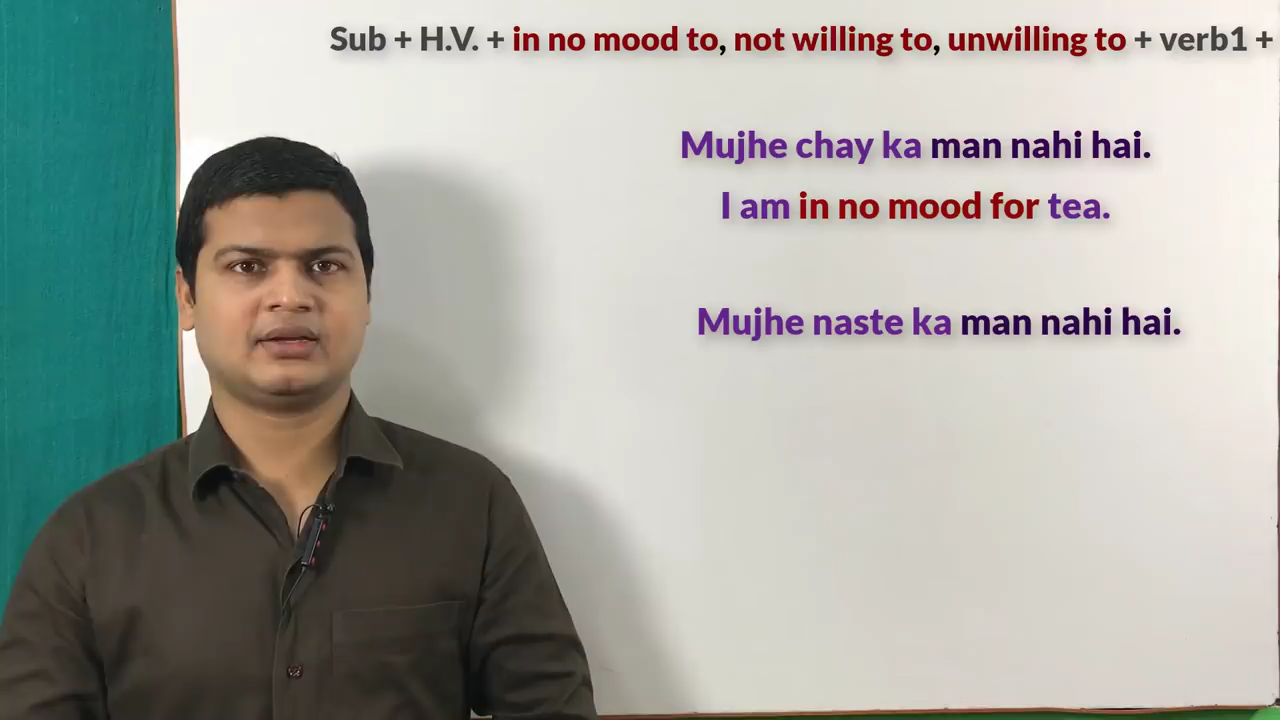 Sub + H.V. + in no mood to, not willing to, unwilling to + verb1 +
Mujhe chay ka man nahi hai.
I am in no mood for tea.
Mujhe naste ka man nahi hai.